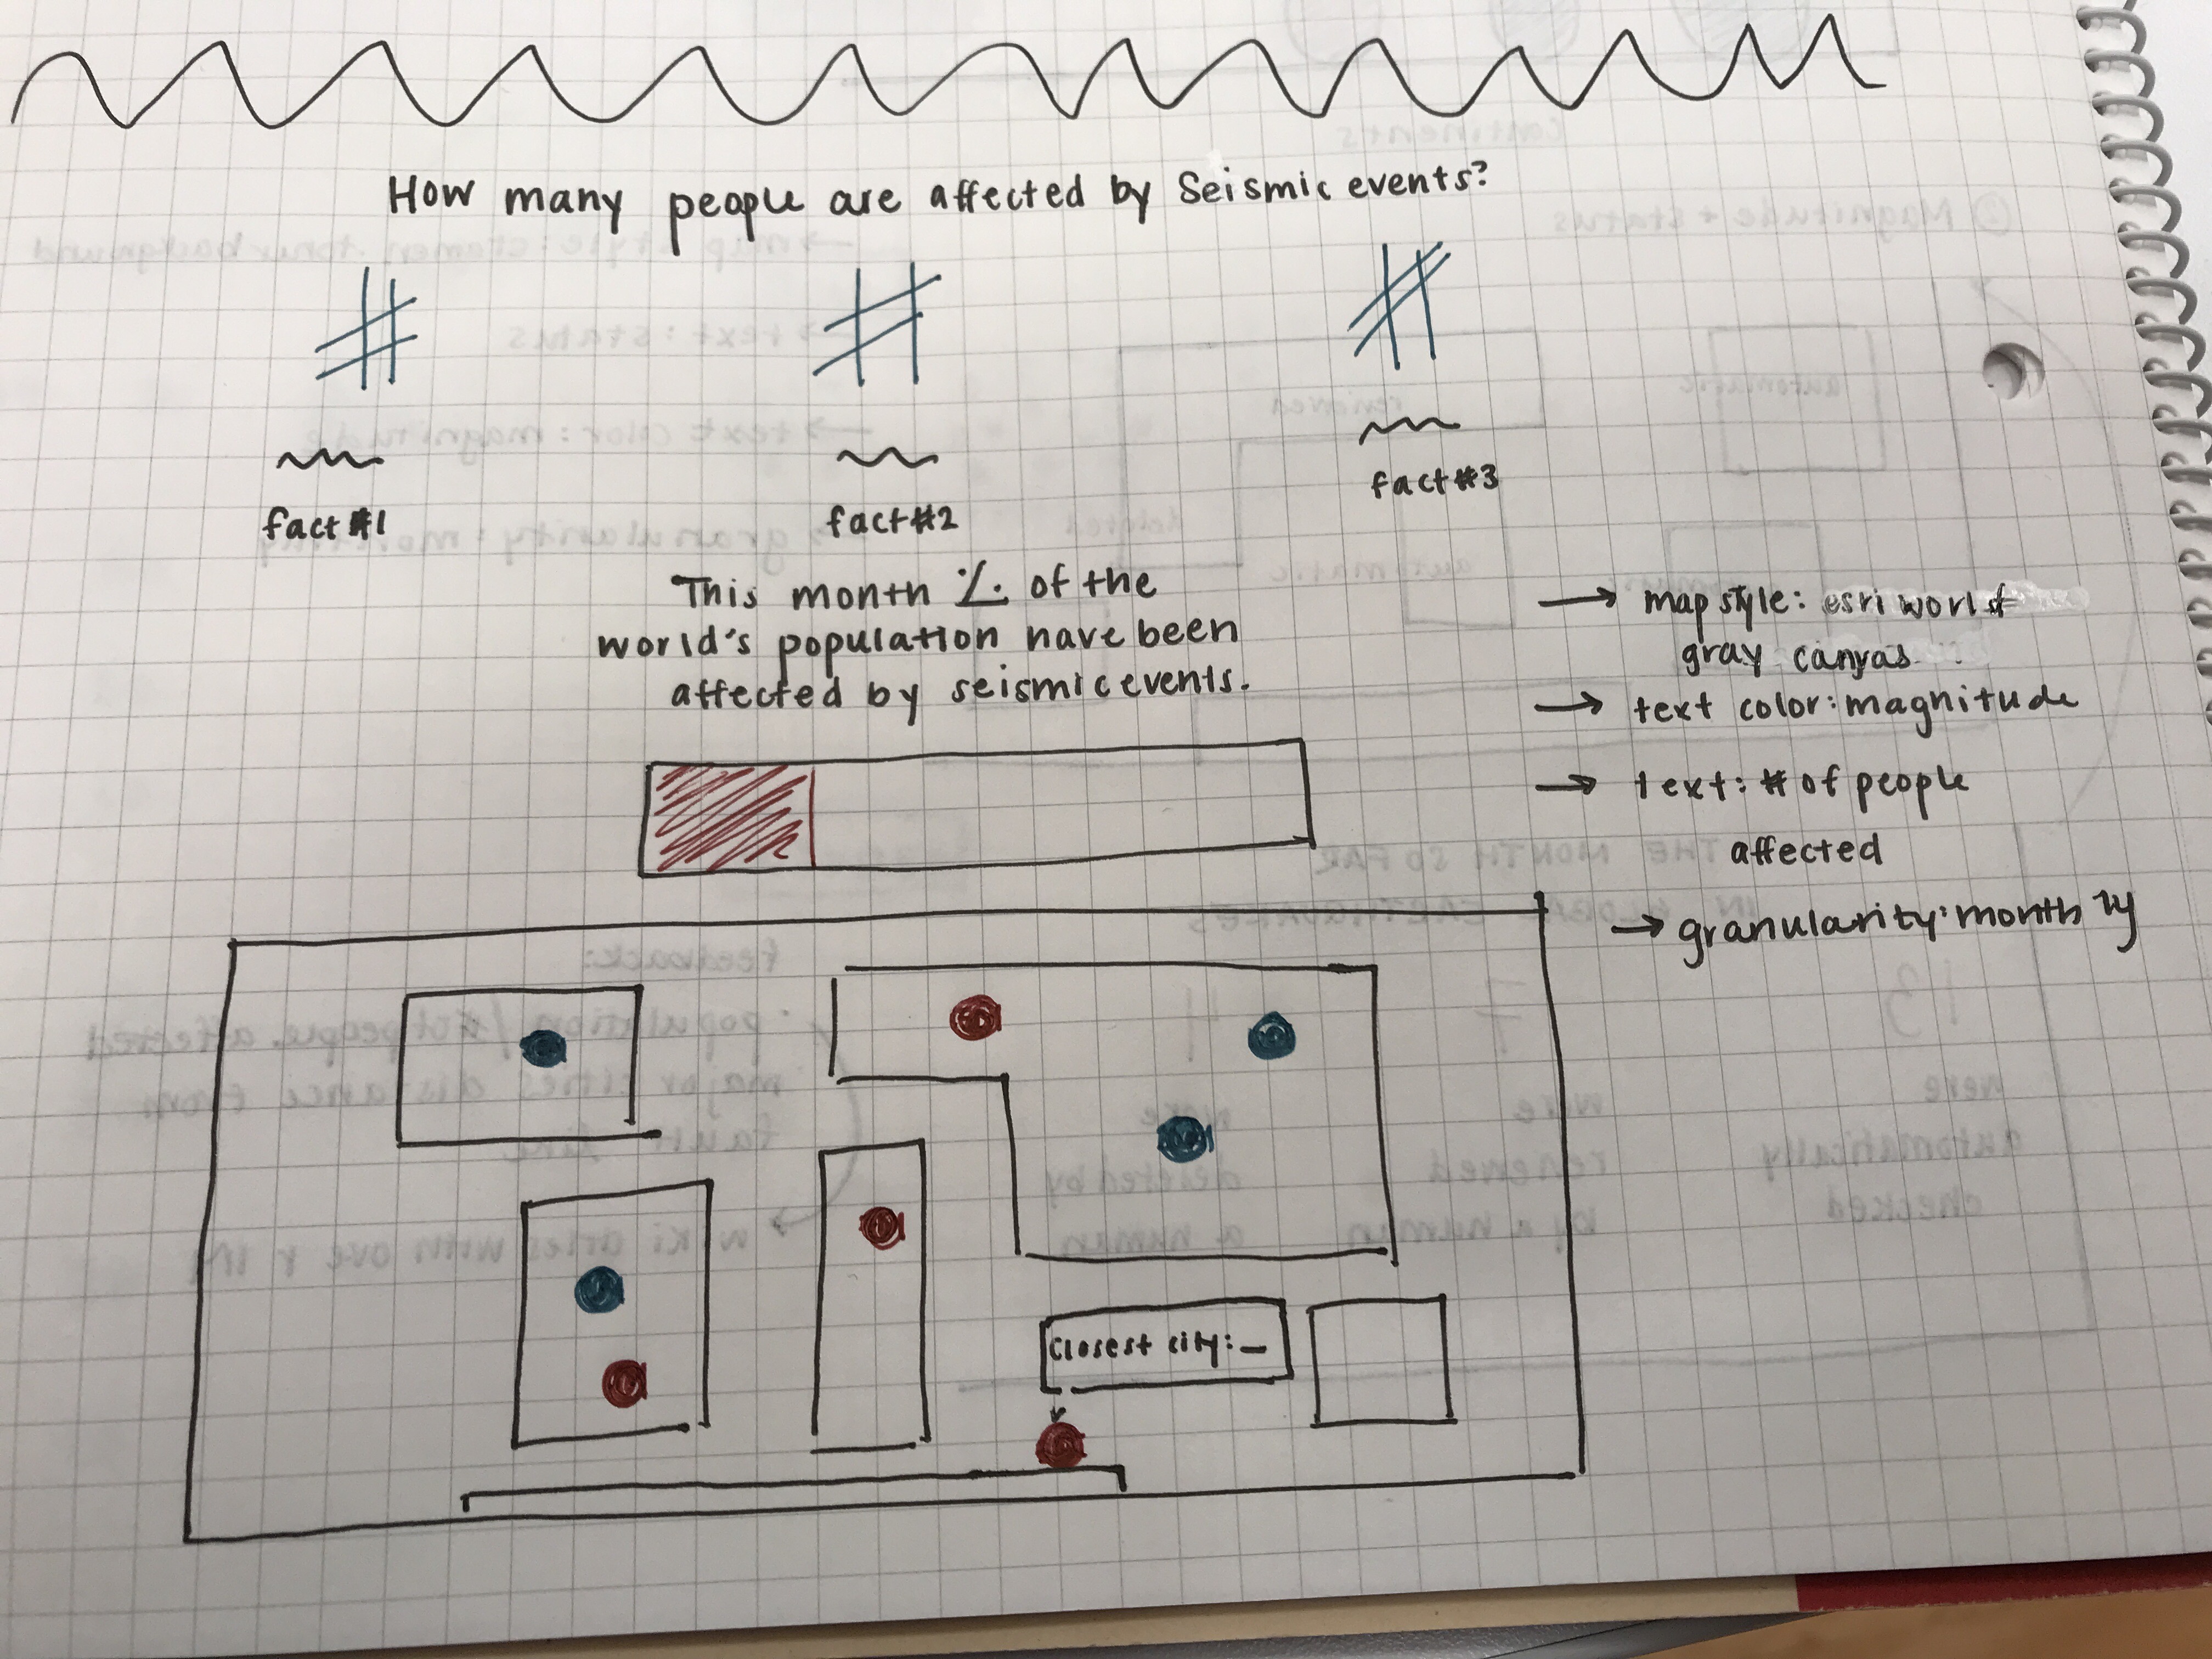 How many people are affected by Seismic events?
# # #
fact #1 fact #2 fact #3
This month % of the
world's population have been
affected by seismic events.
→ map style: esri world
gray canvas
→ text color: magnitude
→ text: # of people
affected
→ granularity: monthly
Closest city: _